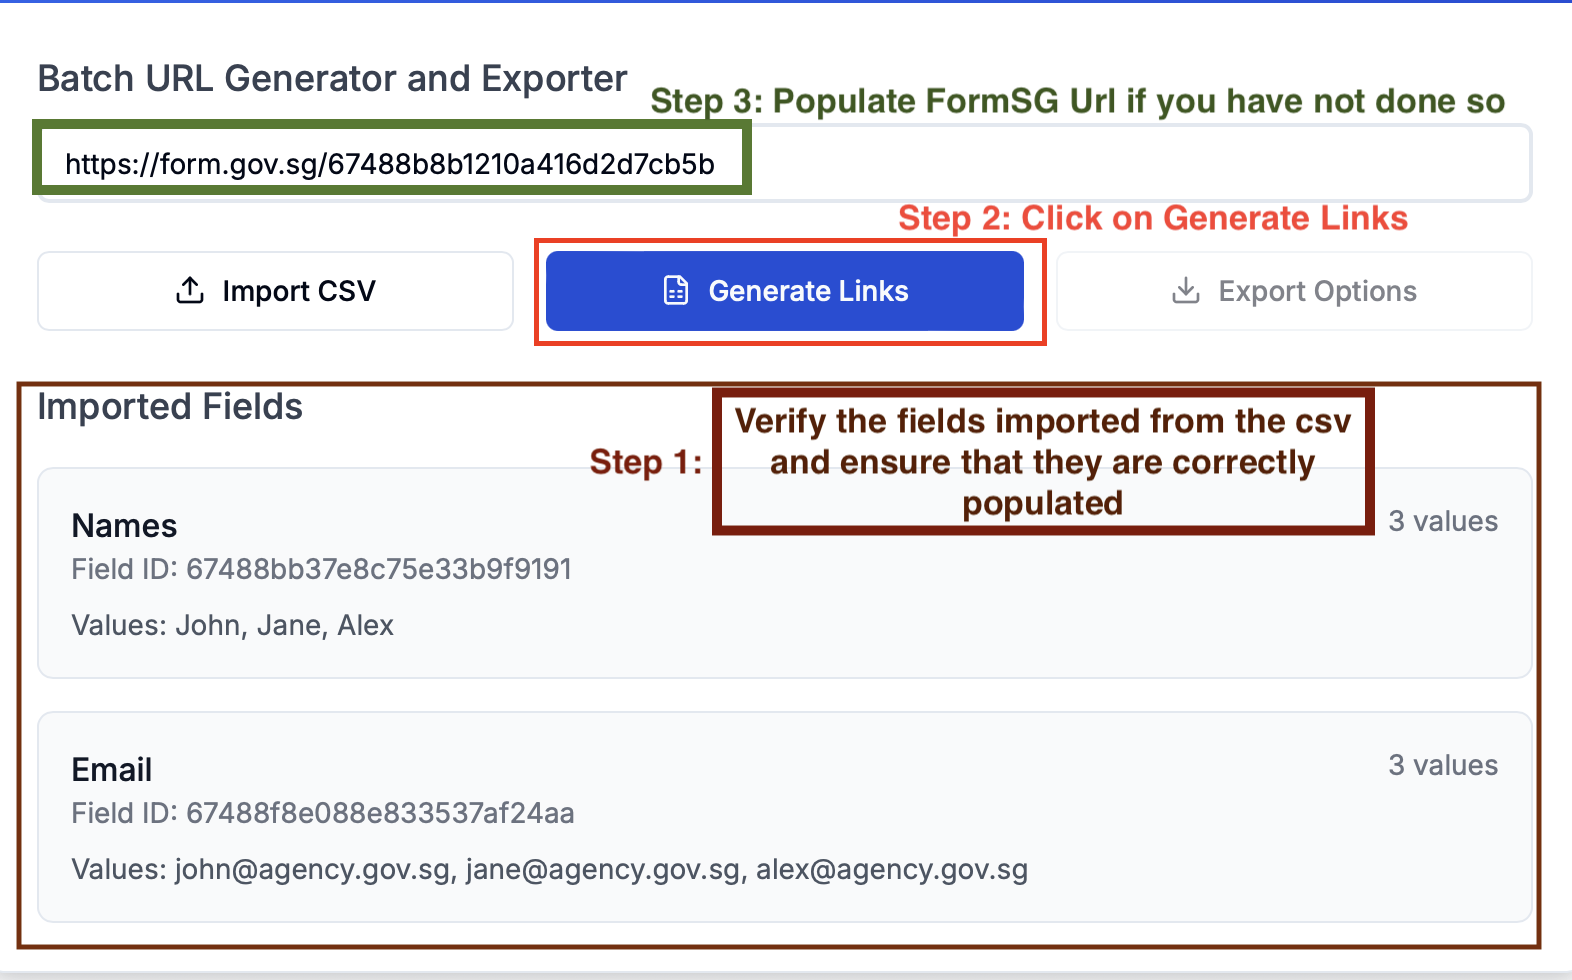 Batch URL Generator and Exporter
Step 3: Populate FormSG Url if you have not done so
https://form.gov.sg/67488b8b1210a416d2d7cb5b
Step 2: Click on Generate Links
Import CSV
Generate Links
Export Options
Imported Fields
Step 1:
Verify the fields imported from the csv
and ensure that they are correctly
populated
Names
3 values
Field ID: 67488bb37e8c75e33b9f9191
Values: John, Jane, Alex
Email
3 values
Field ID: 67488f8e088e833537af24aa
Values: john@agency.gov.sg, jane@agency.gov.sg, alex@agency.gov.sg